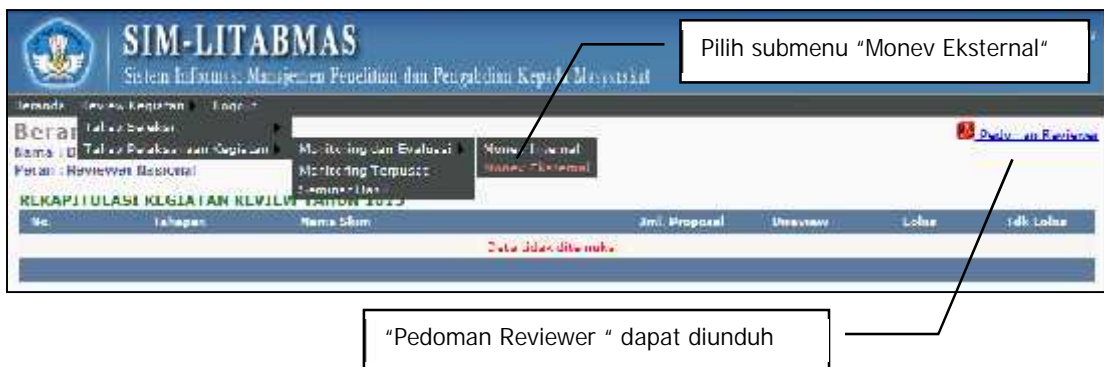 SIM-LITABMAS
Pilih submenu “Monev Eksternal“
Sistem Informasi Manajemen Penelitian dan Pengabdian Kepada Masyarakat
Beranda Review Kegiatan Logout
Tahap Seleksi
Tahap Pelaksanaan Kegiatan
Monitoring dan Evaluasi
Monev Internal
Monitoring Terpusat
Monev Eksternal
Seminar Hasil
Pedoman Reviewer
Nama : D
Peran : Reviewer Nasional
REKAPITULASI KEGIATAN REVIEW TAHUN
No. Tahapan Nama Skim Jml. Proposal Direview Lolos Tdk Lolos
Data tidak ditemukan
“Pedoman Reviewer “ dapat diunduh